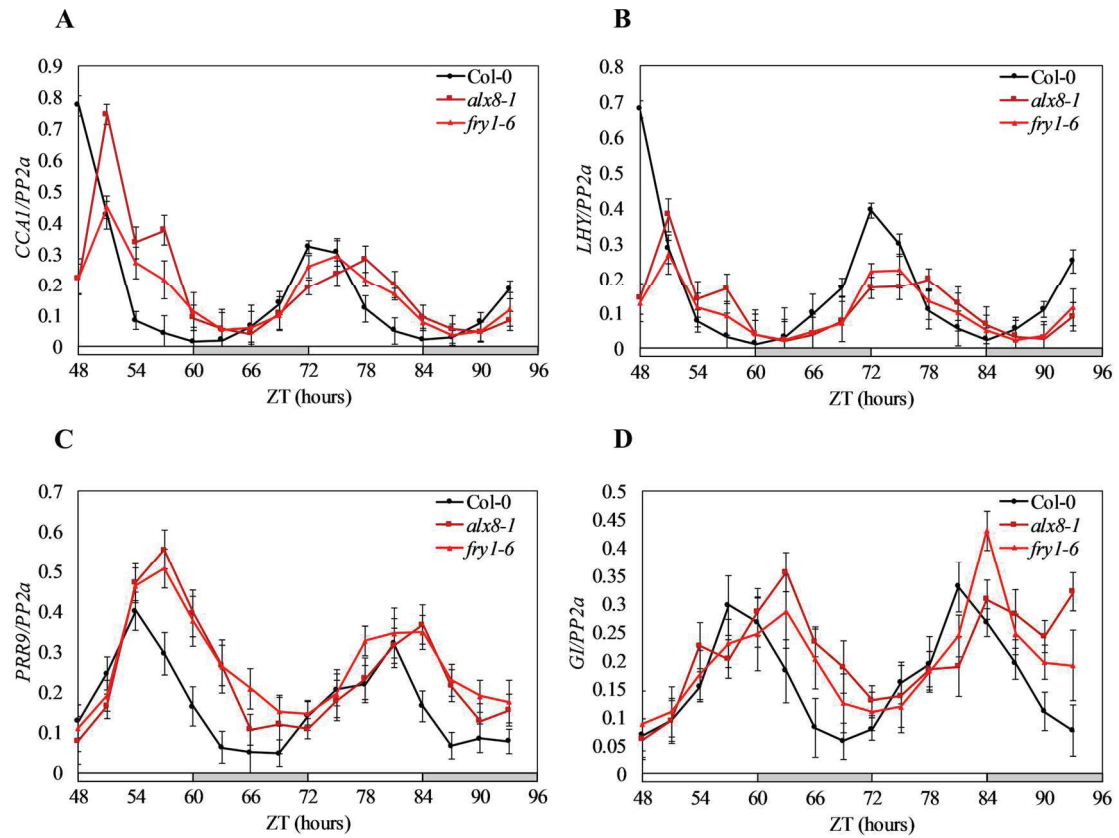 A
0.9
0.8
0.7
0.6
0.5
0.4
0.3
0.2
0.1
0
CCA1/PP2a
Col-0
alx8-1
fry1-6
48 54 60 66 72 78 84 90 96
ZT (hours)
B
0.8
0.7
0.6
0.5
0.4
0.3
0.2
0.1
0
LHY/PP2a
Col-0
alx8-1
fry1-6
48 54 60 66 72 78 84 90 96
ZT (hours)
C
0.7
0.6
0.5
0.4
0.3
0.2
0.1
0
PRR9/PP2a
Col-0
alx8-1
fry1-6
48 54 60 66 72 78 84 90 96
ZT (hours)
D
0.5
0.45
0.4
0.35
0.3
0.25
0.2
0.15
0.1
0.05
0
GI/PP2a
Col-0
alx8-1
fry1-6
48 54 60 66 72 78 84 90 96
ZT (hours)